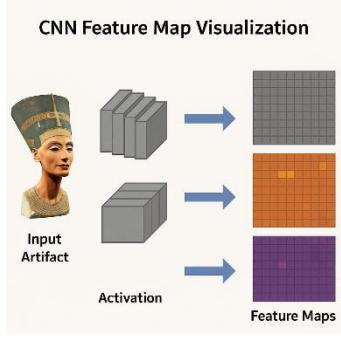 CNN Feature Map Visualization
Input
Artifact
Activation
Feature Maps